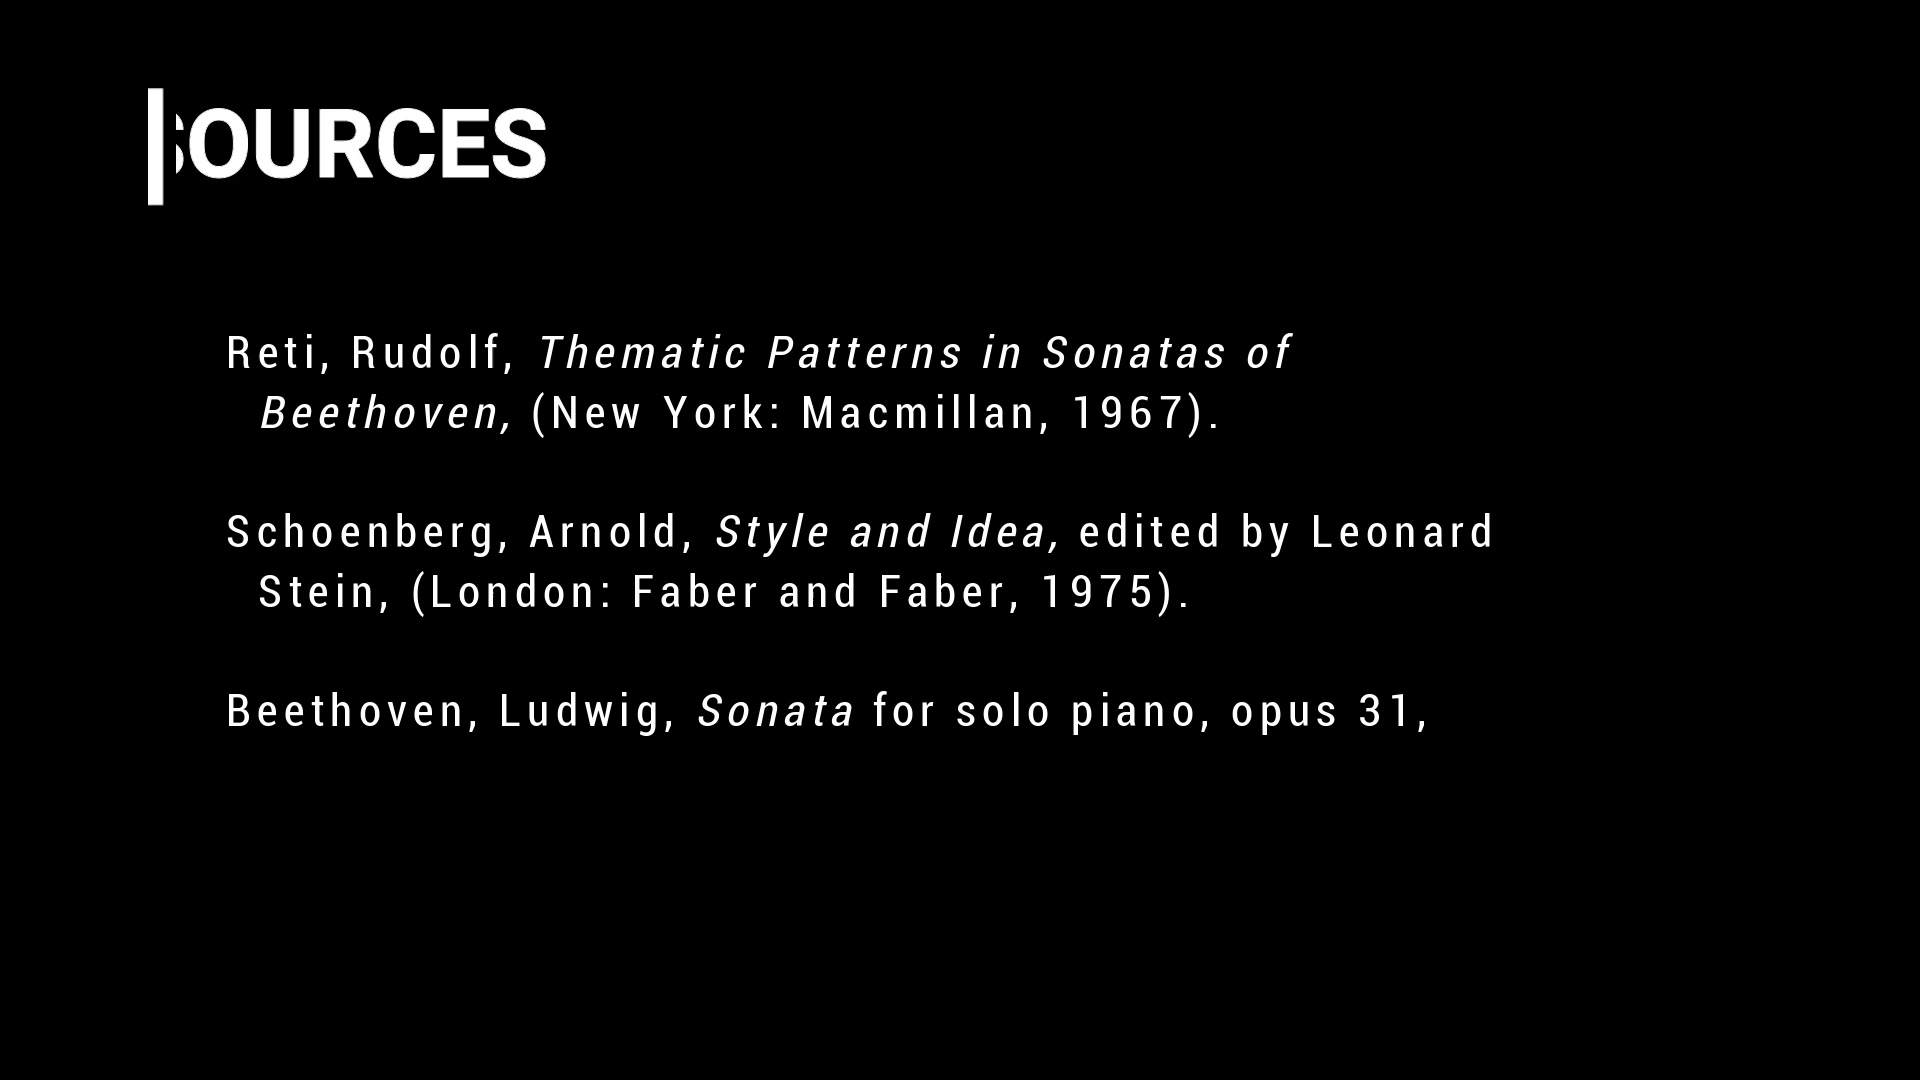 SOURCES
Reti, Rudolf, Thematic Patterns in Sonatas of
Beethoven, (New York: Macmillan, 1967).
Schoenberg, Arnold, Style and Idea, edited by Leonard
Stein, (London: Faber and Faber, 1975).
Beethoven, Ludwig, Sonata for solo piano, opus 31,